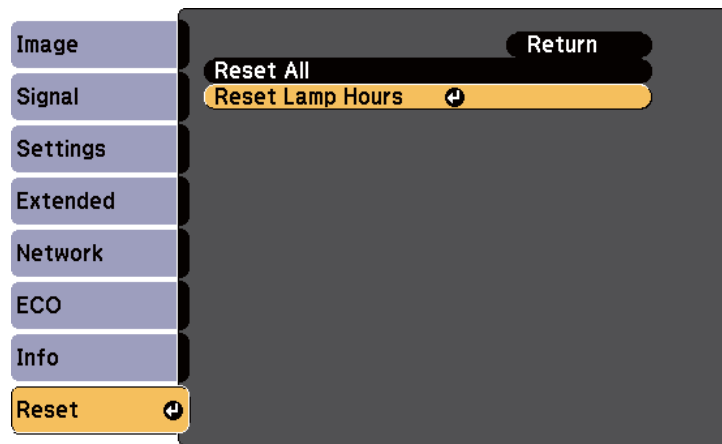 Image
Signal
Settings
Extended
Network
ECO
Info
Reset
Return
Reset All
Reset Lamp Hours